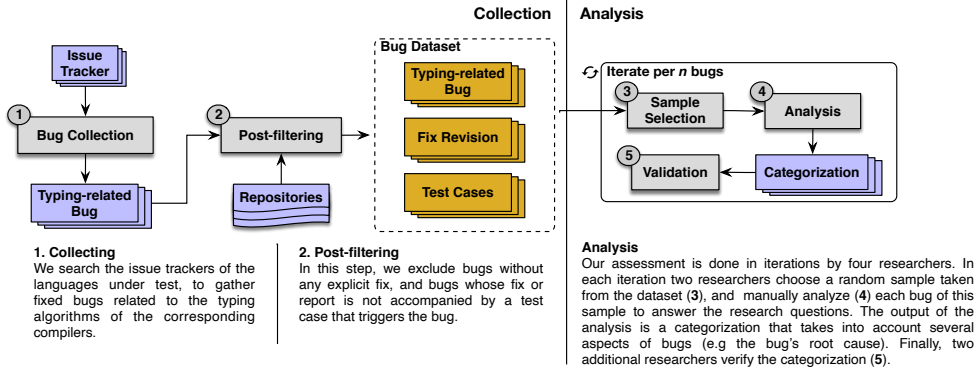 Collection
Analysis
Issue
Tracker
1
Bug Collection
Typing-related
Bug
2
Post-filtering
Repositories
Bug Dataset
Typing-related
Bug
Fix Revision
Test Cases
Iterate per n bugs
3
Sample
Selection
4
Analysis
5
Validation
Categorization
1. Collecting
We search the issue trackers of the
languages under test, to gather
fixed bugs related to the typing
algorithms of the corresponding
compilers.
2. Post-filtering
In this step, we exclude bugs without
any explicit fix, and bugs whose fix or
report is not accompanied by a test
case that triggers the bug.
Analysis
Our assessment is done in iterations by four researchers. In
each iteration two researchers choose a random sample taken
from the dataset (3), and manually analyze (4) each bug of this
sample to answer the research questions. The output of the
analysis is a categorization that takes into account several
aspects of bugs (e.g the bug's root cause). Finally, two
additional researchers verify the categorization (5).